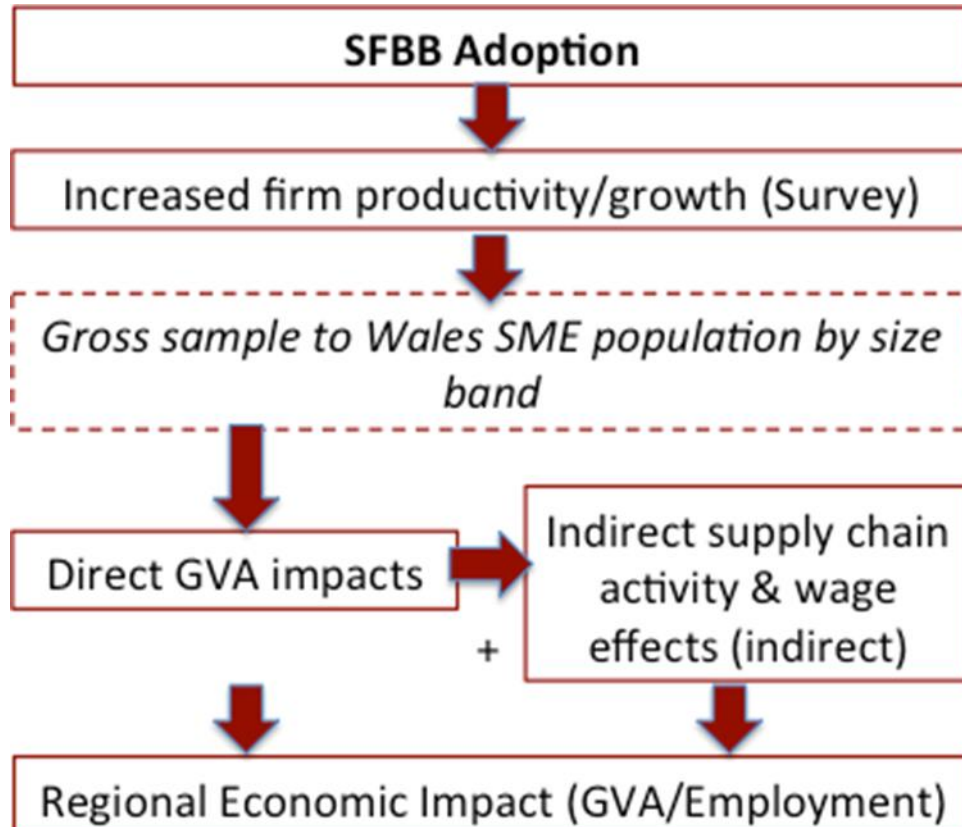 SFBB Adoption
Increased firm productivity/growth (Survey)
Gross sample to Wales SME population by size
band
Direct GVA impacts
+
Indirect supply chain
activity & wage
effects (indirect)
Regional Economic Impact (GVA/Employment)